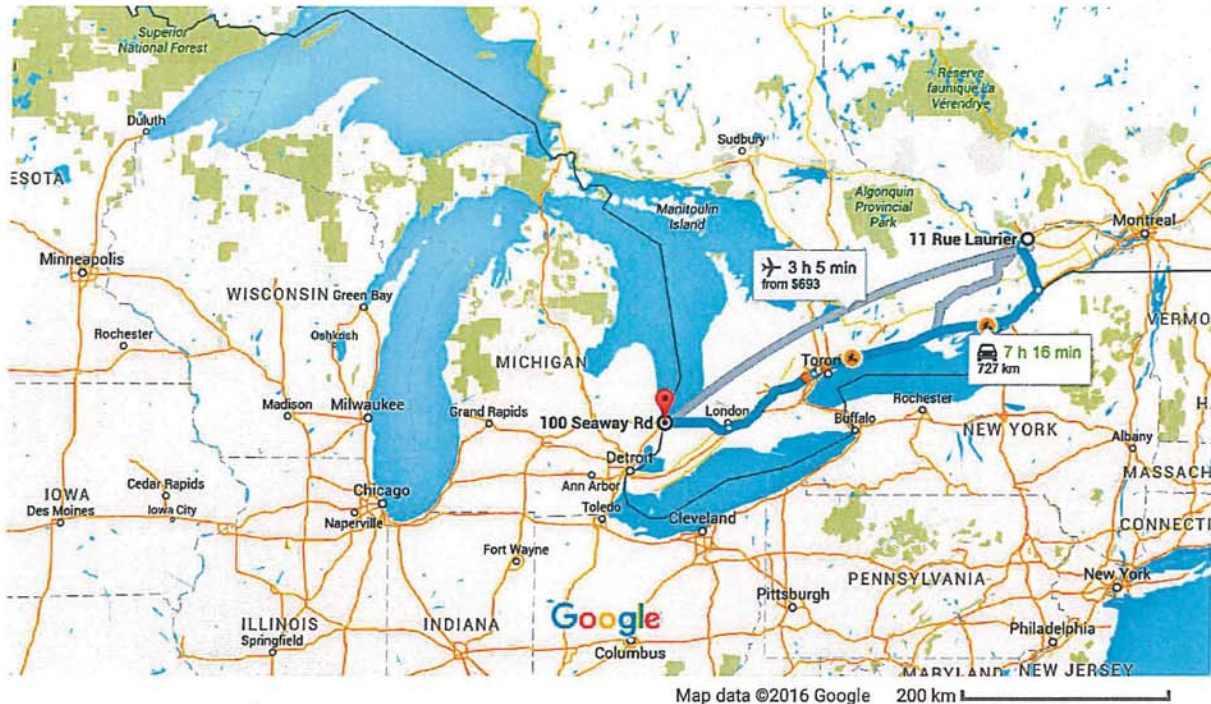 Superior
National Forest
Duluth
ESOTA
Minneapolis
Rochester
WISCONSIN
Green Bay
Oshkosh
Madison
Milwaukee
MICHIGAN
Grand Rapids
Sudbury
Manitoulin
Island
Réserve
faunique La
Vérendrye
Algonquin
Provincial
Park
11 Rue Laurier
Montreal
3 h 5 min
from $693
7 h 16 min
727 km
Toron
VERMO
100 Seaway Rd
London
Buffalo
Rochester
NEW YORK
Albany
HA
MASSACH
CONNECTI
Detroit
Ann Arbor
Toledo
Cleveland
IOWA
Des Moines
Cedar Rapids
Iowa City
Chicago
Naperville
Fort Wayne
PENNSYLVANIA
New York
Pittsburgh
Philadelphia
ILLINOIS
Springfield
INDIANA
Google
Columbus
MARYLAND
NEW JERSEY
Map data ©2016 Google 200 km